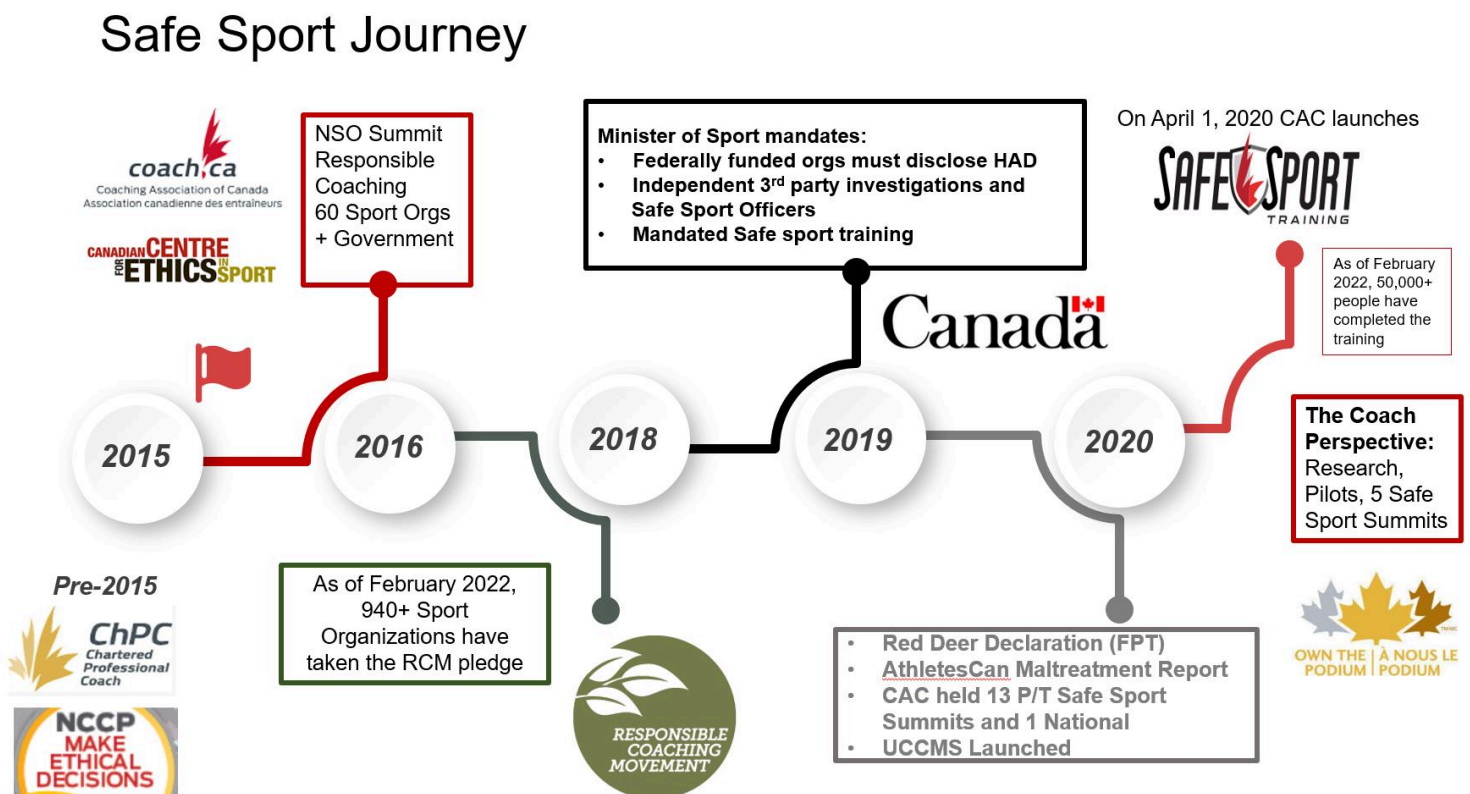 Safe Sport Journey
coach.ca
Coaching Association of Canada
Association canadienne des entraîneurs
CANADIAN CENTRE
FOR ETHICS IN SPORT
NSO Summit
Responsible
Coaching
60 Sport Orgs
+ Government
Minister of Sport mandates:
• Federally funded orgs must disclose HAD
• Independent 3rd party investigations and
Safe Sport Officers
• Mandated Safe sport training
Canada
On April 1, 2020 CAC launches
SAFE SPORT
TRAINING
As of February
2022, 50,000+
people have
completed the
training
2015
2016
2018
2019
2020
The Coach
Perspective:
Research,
Pilots, 5 Safe
Sport Summits
Pre-2015
ChPC
Chartered
Professional
Coach
NCCP
MAKE
ETHICAL
DECISIONS
As of February 2022,
940+ Sport
Organizations have
taken the RCM pledge
RESPONSIBLE
COACHING
MOVEMENT
• Red Deer Declaration (FPT)
• AthletesCan Maltreatment Report
• CAC held 13 P/T Safe Sport
Summits and 1 National
• UCCMS Launched
OWN THE | À NOUS LE
PODIUM | PODIUM